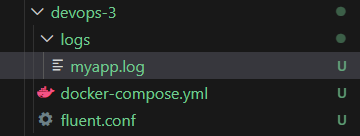 devops-3
logs
myapp.log U
docker-compose.yml U
fluent.conf U